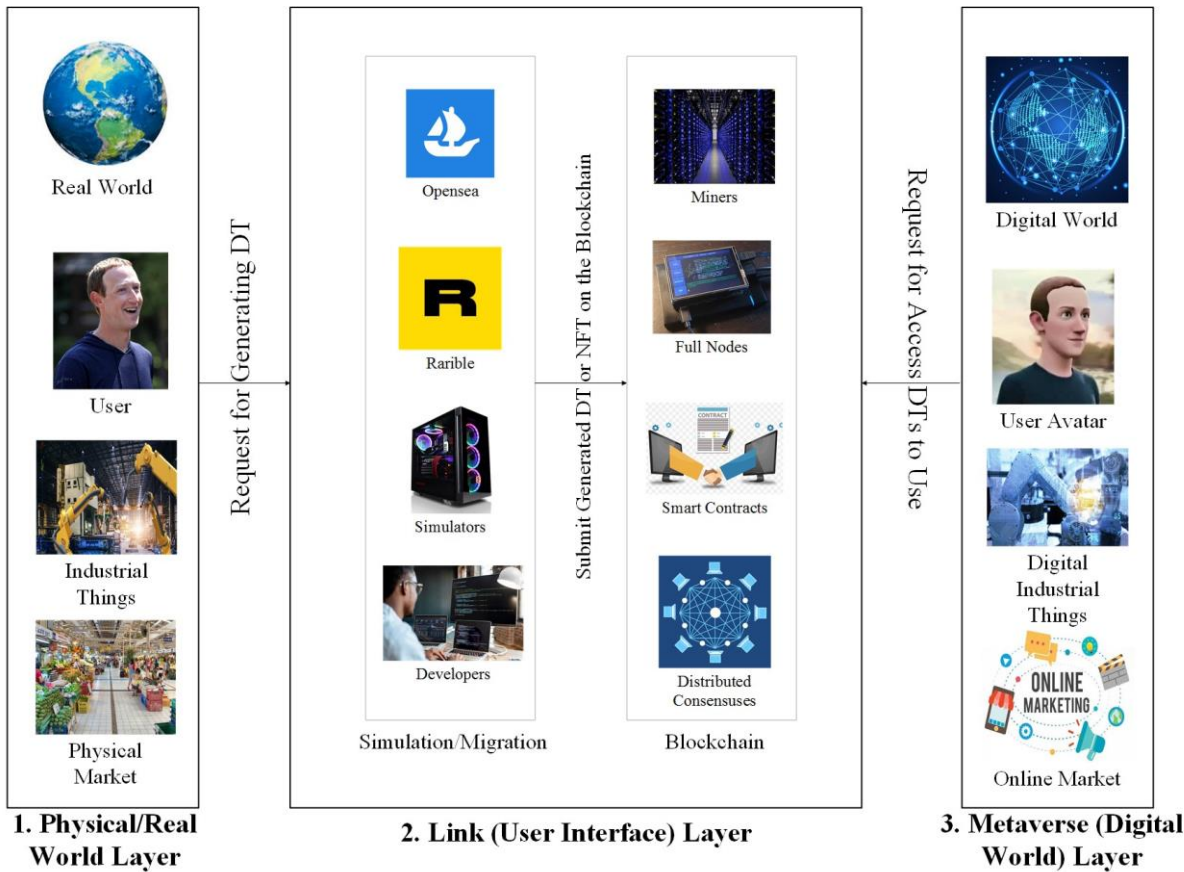 Real World
User
Industrial
Things
Physical
Market
1. Physical/Real
World Layer
Request for Generating DT
Opensea
R
Rarible
Simulators
Developers
Simulation/Migration
Submit Generated DT or NFT on the Blockchain
Miners
Full Nodes
CONTRACT
Smart Contracts
Distributed
Consensuses
Blockchain
2. Link (User Interface) Layer
Request for Access DTs to Use
Digital World
User Avatar
Digital
Industrial
Things
ONLINE
MARKETING
Online Market
3. Metaverse (Digital
World) Layer